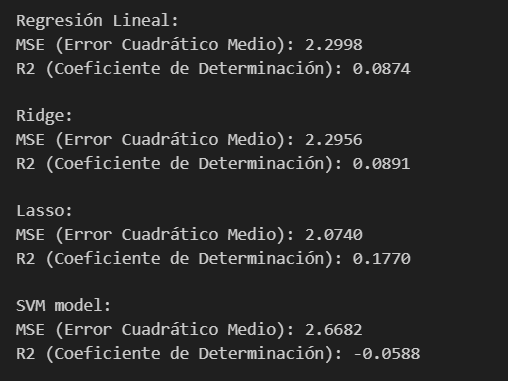 Regresión Lineal:
MSE (Error Cuadrático Medio): 2.2998
R2 (Coeficiente de Determinación): 0.0874
Ridge:
MSE (Error Cuadrático Medio): 2.2956
R2 (Coeficiente de Determinación): 0.0891
Lasso:
MSE (Error Cuadrático Medio): 2.0740
R2 (Coeficiente de Determinación): 0.1770
SVM model:
MSE (Error Cuadrático Medio): 2.6682
R2 (Coeficiente de Determinación): -0.0588